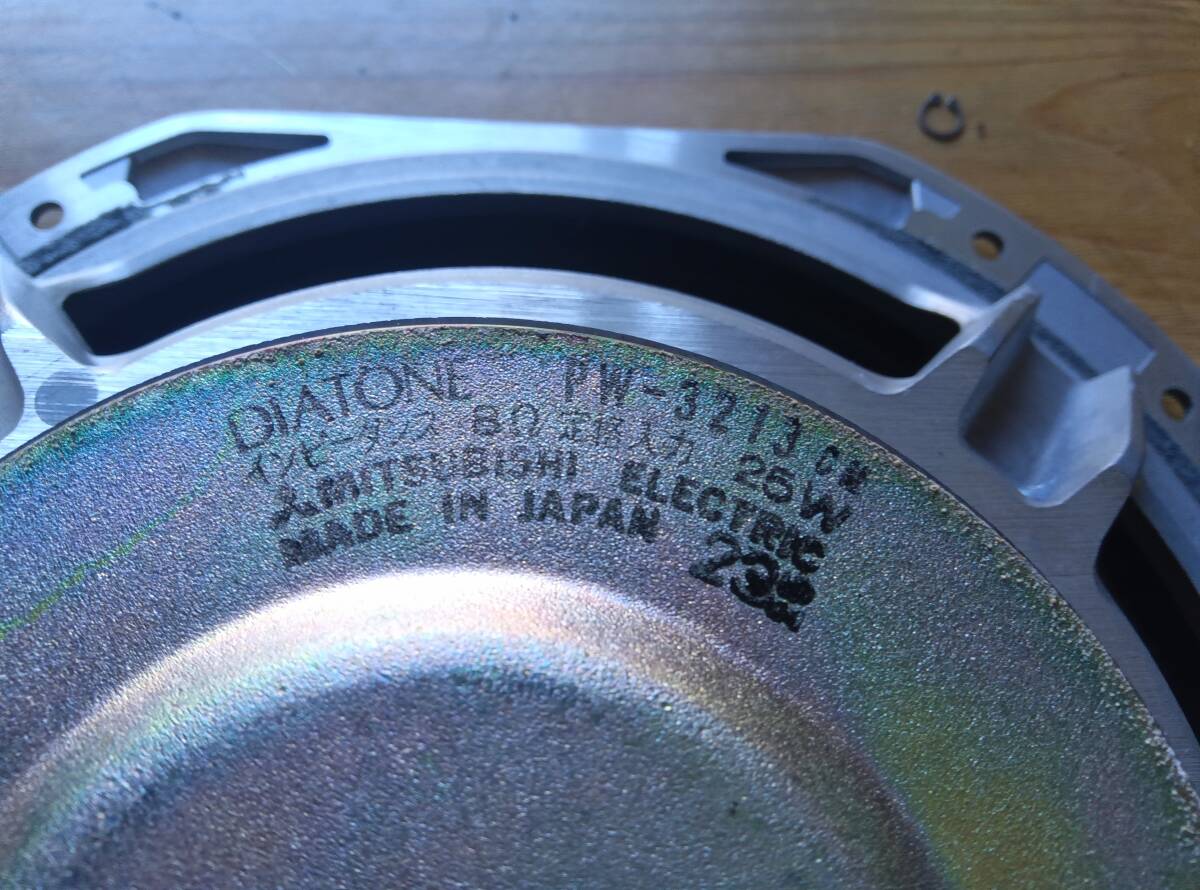 DIATONE PW-3213CM
インピーダンス 8Ω 定格入力 25W
MITSUBISHI ELECTRIC
MADE IN JAPAN